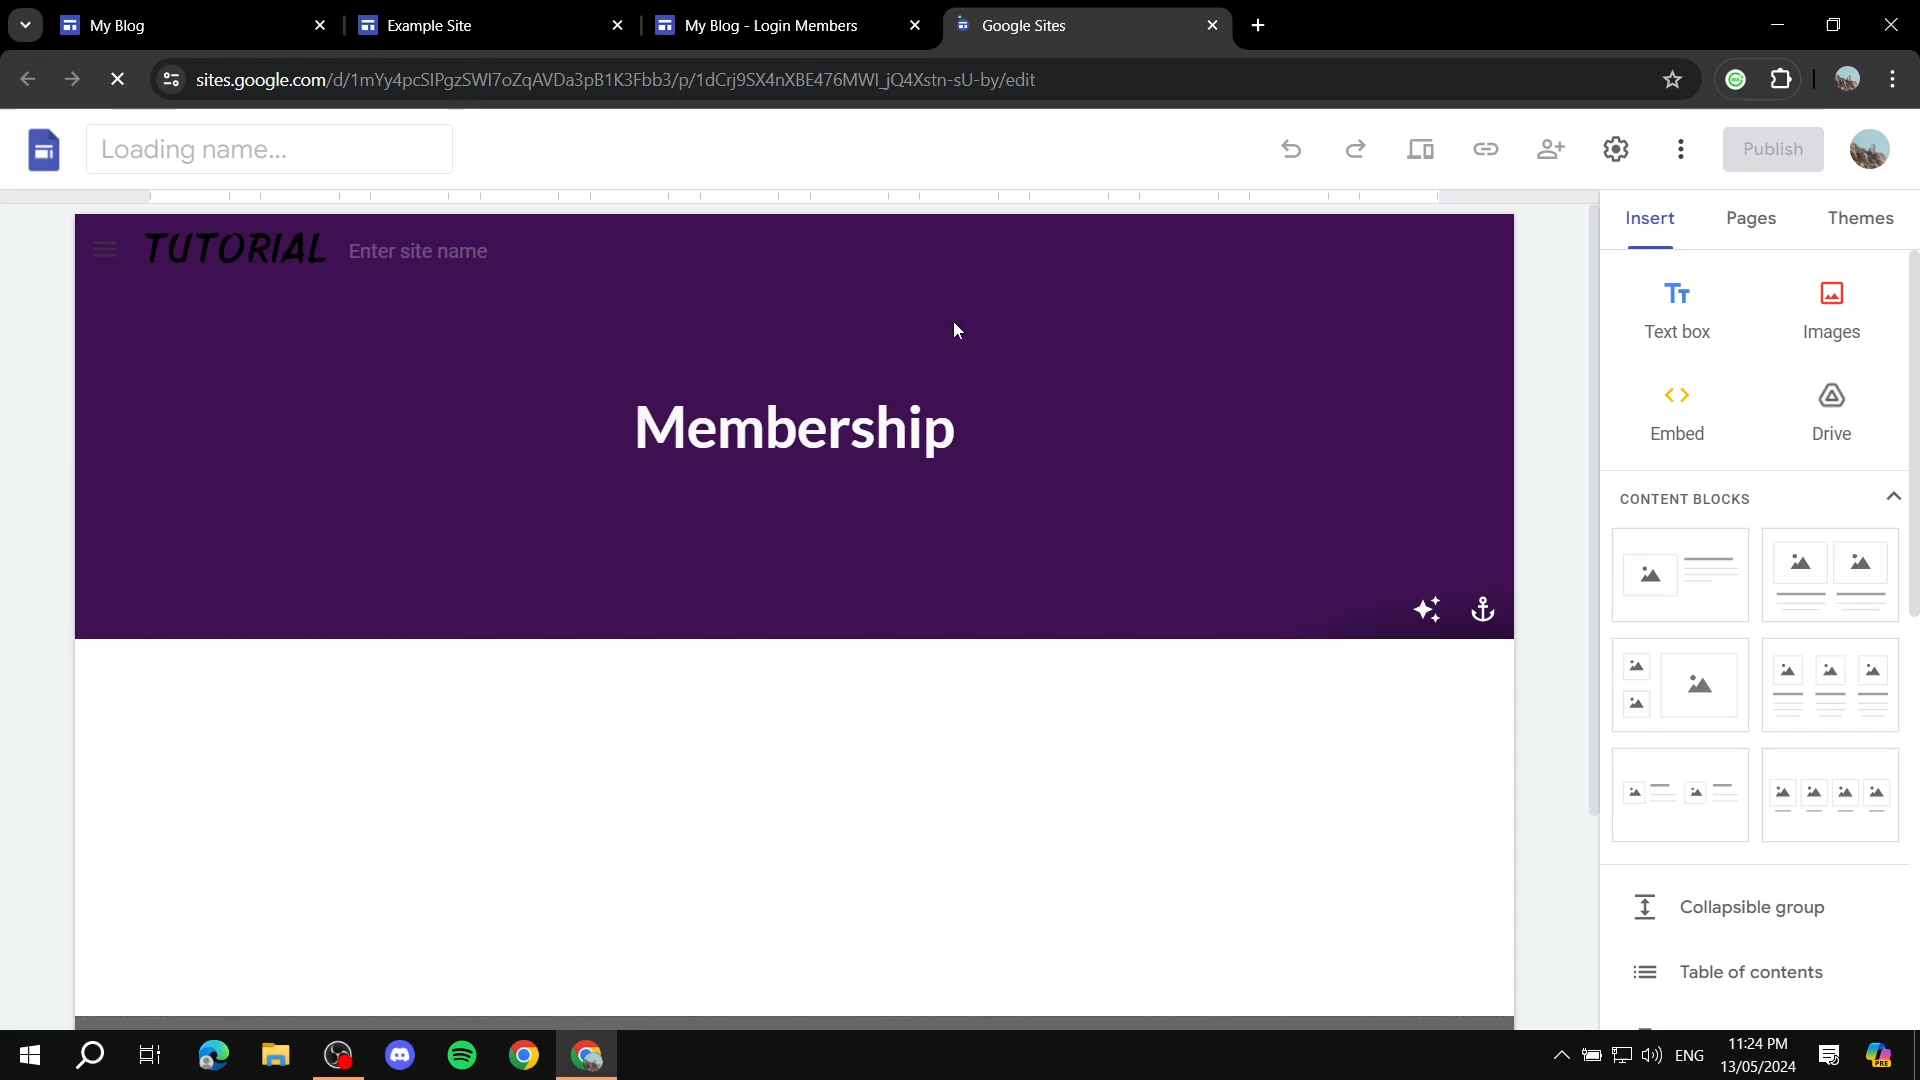 My Blog
Example Site
My Blog - Login Members
Google Sites
sites.google.com/d/1mYy4pcSIPgzSWI7oZqAVDa3pB1K3Fbb3/p/1dCrj9SX4nXBE476MWI_jQ4Xstn-sU-by/edit
Loading name...
Publish
Insert
Pages
Themes
TUTORIAL
Enter site name
Membership
Text box
Images
Embed
Drive
CONTENT BLOCKS
Collapsible group
Table of contents
ENG
11:24 PM
13/05/2024
PRE